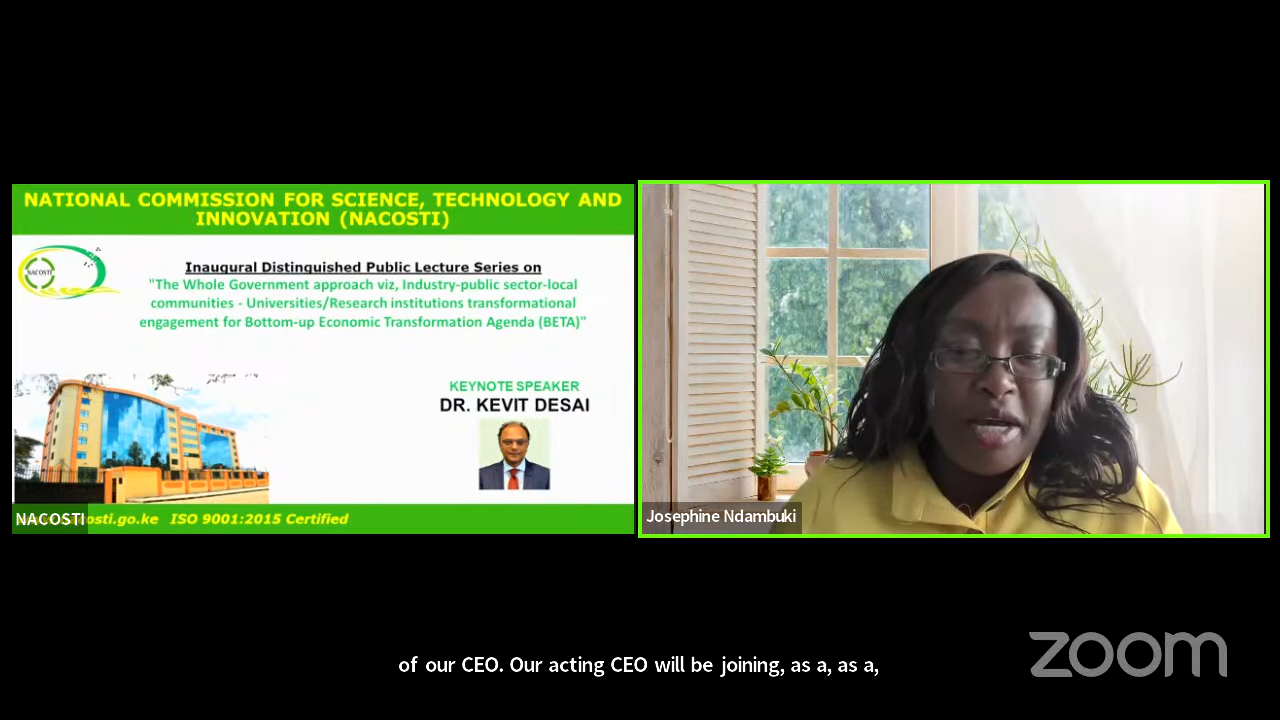 NATIONAL COMMISSION FOR SCIENCE, TECHNOLOGY AND
INNOVATION (NACOSTI)
NACOSTI
Inaugural Distinguished Public Lecture Series on
"The Whole Government approach viz, Industry-public sector-local
communities - Universities/Research institutions transformational
engagement for Bottom-up Economic Transformation Agenda (BETA)"
KEYNOTE SPEAKER
DR. KEVIT DESAI
NACOSTI
osti.go.ke ISO 9001:2015 Certified
Josephine Ndambuki
of our CEO. Our acting CEO will be joining, as a, as a,
zoom